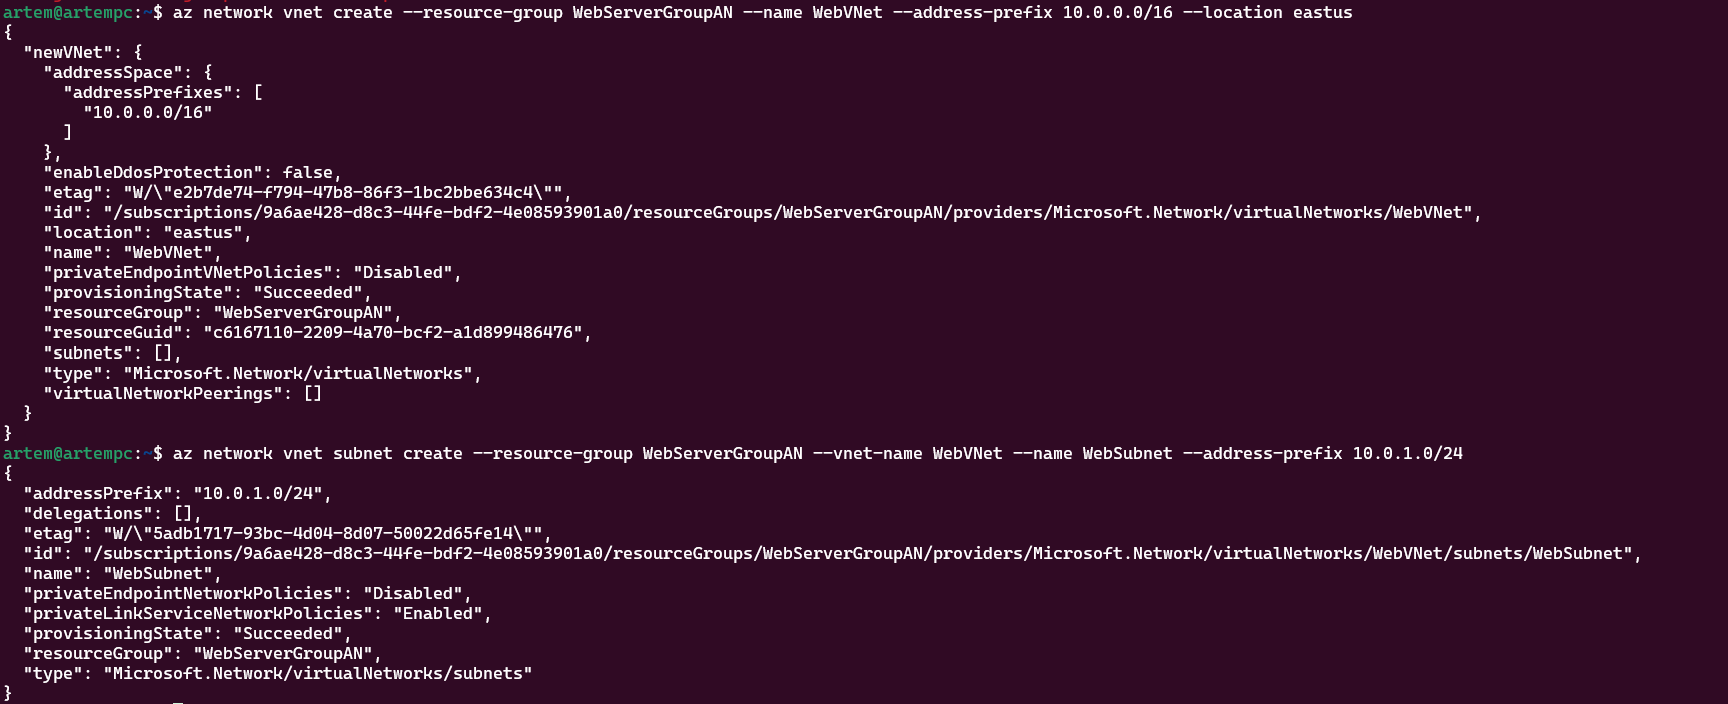 artem@artempc:~$ az network vnet create --resource-group WebServerGroupAN --name WebVNet --address-prefix 10.0.0.0/16 --location eastus
{
  "newVNet": {
    "addressSpace": {
      "addressPrefixes": [
        "10.0.0.0/16"
      ]
    },
    "enableDdosProtection": false,
    "etag": "W/\"e2b7de74-f794-47b8-86f3-1bc2bbe634c4\"",
    "id": "/subscriptions/9a6ae428-d8c3-44fe-bdf2-4e08593901a0/resourceGroups/WebServerGroupAN/providers/Microsoft.Network/virtualNetworks/WebVNet",
    "location": "eastus",
    "name": "WebVNet",
    "privateEndpointVNetPolicies": "Disabled",
    "provisioningState": "Succeeded",
    "resourceGroup": "WebServerGroupAN",
    "resourceGuid": "c6167110-2209-4a70-bcf2-a1d899486476",
    "subnets": [],
    "type": "Microsoft.Network/virtualNetworks",
    "virtualNetworkPeerings": []
  }
}
artem@artempc:~$ az network vnet subnet create --resource-group WebServerGroupAN --vnet-name WebVNet --name WebSubnet --address-prefix 10.0.1.0/24
{
  "addressPrefix": "10.0.1.0/24",
  "delegations": [],
  "etag": "W/\"5adb1717-93bc-4d04-8d07-50022d65fe14\"",
  "id": "/subscriptions/9a6ae428-d8c3-44fe-bdf2-4e08593901a0/resourceGroups/WebServerGroupAN/providers/Microsoft.Network/virtualNetworks/WebVNet/subnets/WebSubnet",
  "name": "WebSubnet",
  "privateEndpointNetworkPolicies": "Disabled",
  "privateLinkServiceNetworkPolicies": "Enabled",
  "provisioningState": "Succeeded",
  "resourceGroup": "WebServerGroupAN",
  "type": "Microsoft.Network/virtualNetworks/subnets"
}